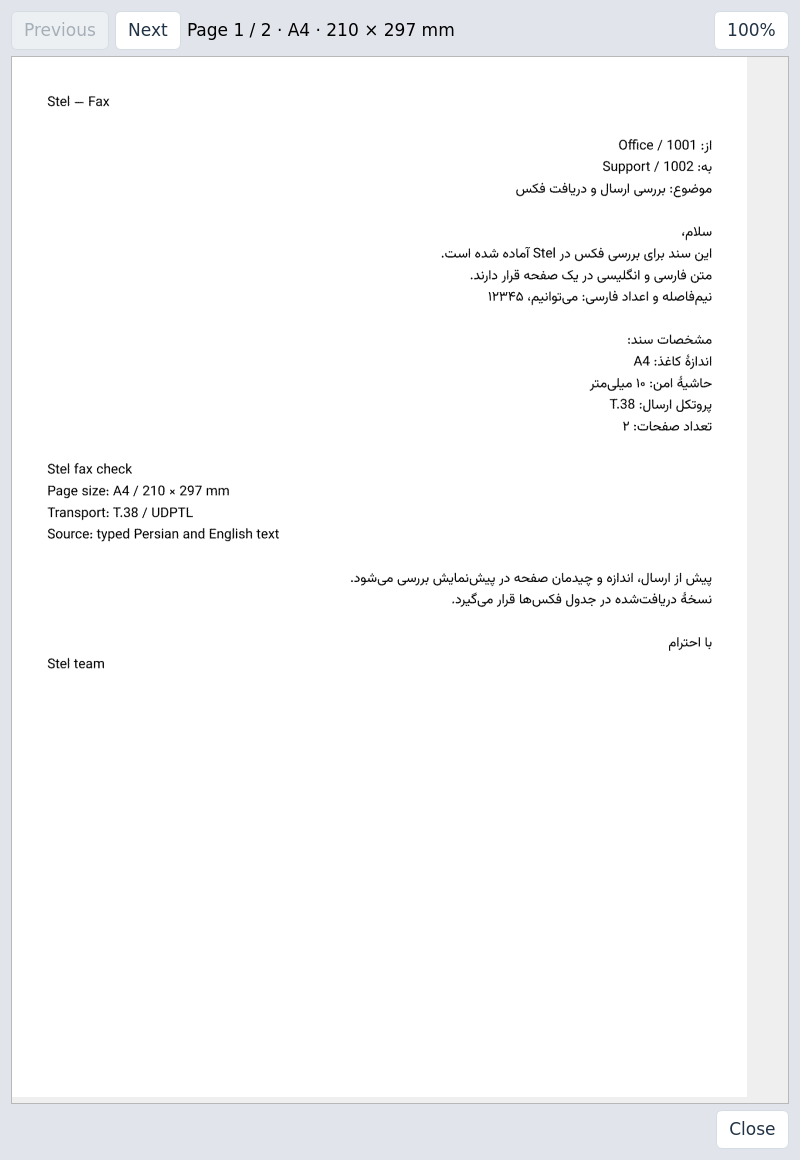 Previous Next Page 1 / 2 · A4 · 210 × 297 mm 100%
Stel — Fax
از: Office / 1001
به: Support / 1002
موضوع: بررسی ارسال و دریافت فکس
سلام،
این سند برای بررسی فکس در Stel آماده شده است.
متن فارسی و انگلیسی در یک صفحه قرار دارند.
نیم‌فاصله و اعداد فارسی: می‌توانیم، ۱۲۳۴۵
مشخصات سند:
اندازهٔ کاغذ: A4
حاشیهٔ امن: ۱۰ میلی‌متر
پروتکل ارسال: T.38
تعداد صفحات: ۲
Stel fax check
Page size: A4 / 210 × 297 mm
Transport: T.38 / UDPTL
Source: typed Persian and English text
پیش از ارسال، اندازه و چیدمان صفحه در پیش‌نمایش بررسی می‌شود.
نسخهٔ دریافت‌شده در جدول فکس‌ها قرار می‌گیرد.
با احترام
Stel team
Close